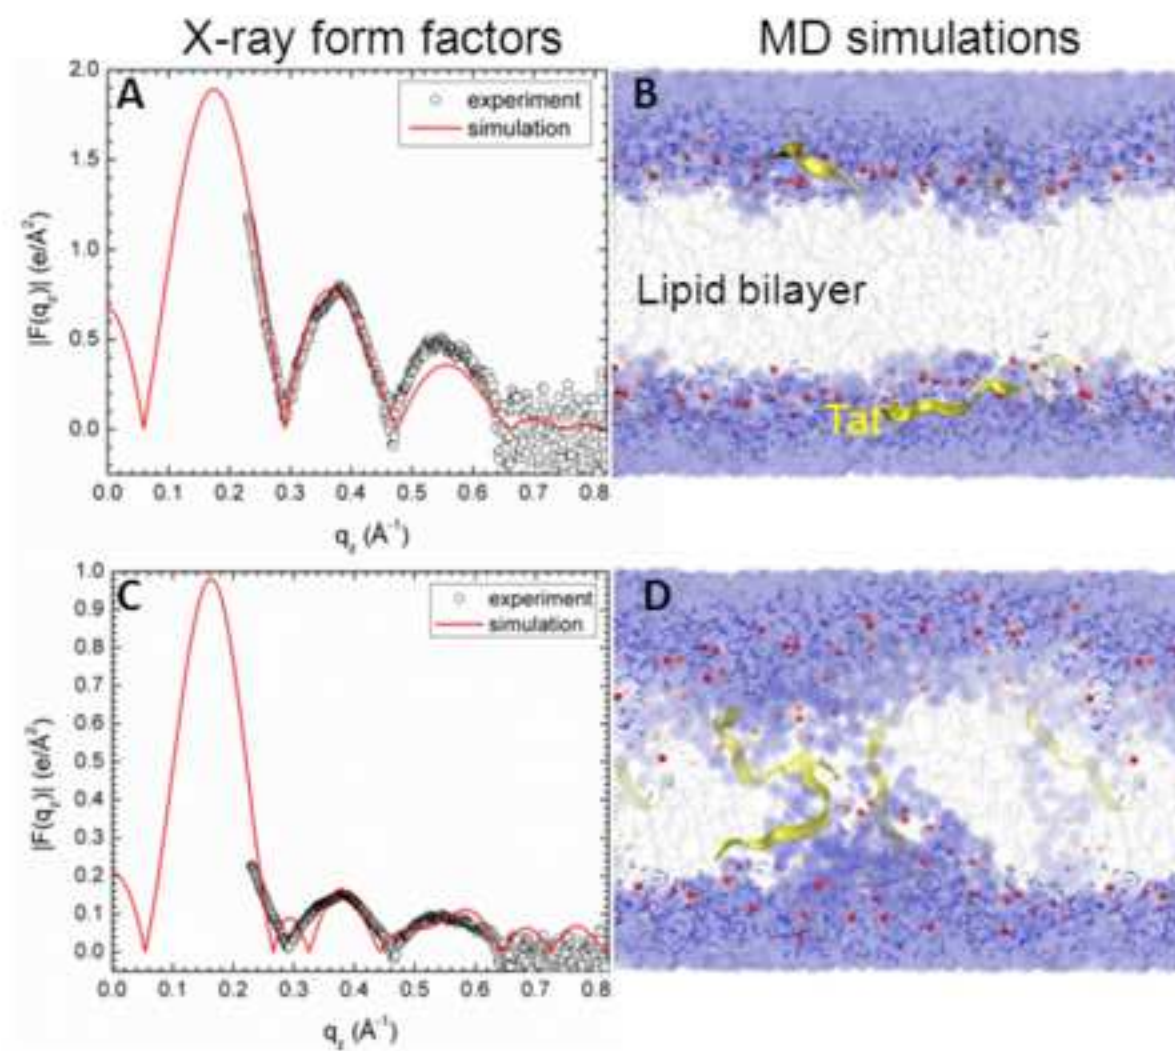 X-ray form factors
MD simulations
A
experiment
simulation
2.0
1.5
1.0
0.5
0.0
|F(q_z)| (e/Å²)
0.0 0.1 0.2 0.3 0.4 0.5 0.6 0.7 0.8
q_z (Å⁻¹)
B
Lipid bilayer
Tat
C
experiment
simulation
1.0
0.9
0.8
0.7
0.6
0.5
0.4
0.3
0.2
0.1
0.0
|F(q_z)| (e/Å²)
0.0 0.1 0.2 0.3 0.4 0.5 0.6 0.7 0.8
q_z (Å⁻¹)
D